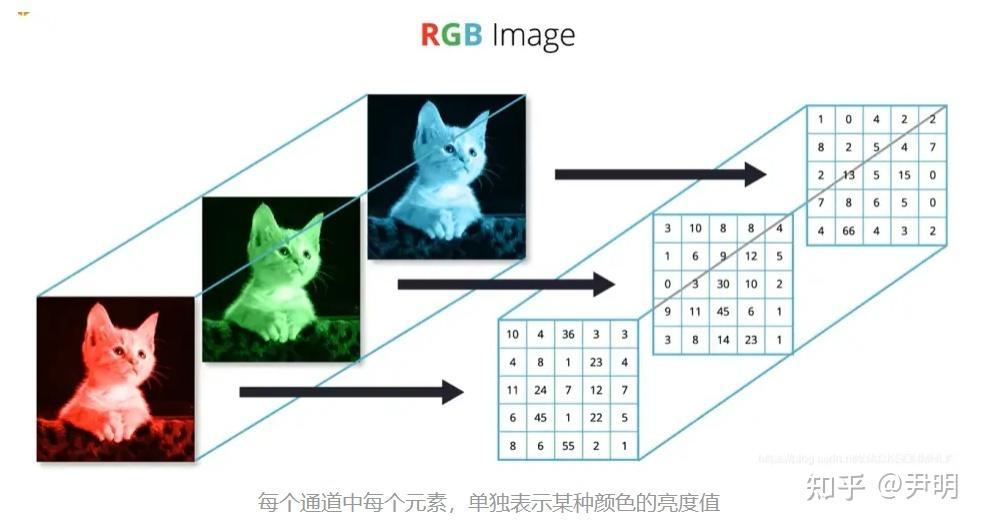 RGB Image
1 0 4 2 2
8 2 5 4 7
2 13 5 15 0
7 8 6 5 0
4 66 4 3 2
3 10 8 8 4
1 6 9 12 5
0 3 30 10 2
9 11 45 6 1
3 8 14 23 1
10 4 36 3 3
4 8 1 23 4
11 24 7 12 7
6 45 1 22 5
8 6 55 2 1
知乎 @尹明
每个通道中每个元素，单独表示某种颜色的亮度值